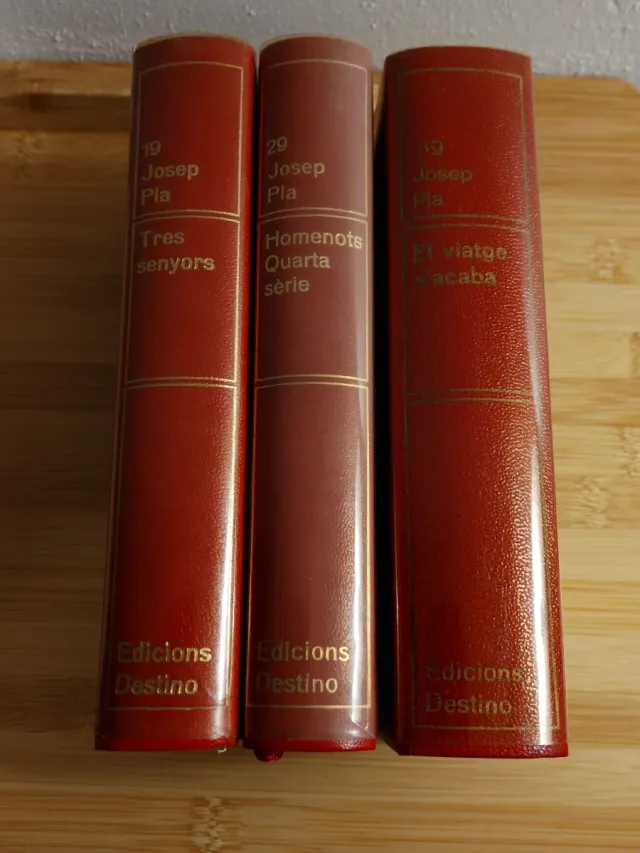 19
Josep
Pla
Tres
senyors
Edicions
Destino
29
Josep
Pla
Homenots
Quarta
sèrie
Edicions
Destino
39
Josep
Pla
El viatge
s'acaba
Edicions
Destino